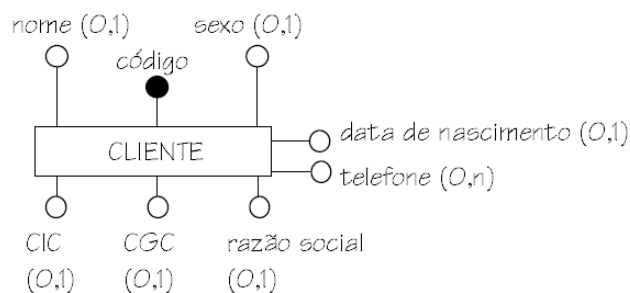 nome (0,1)
sexo (0,1)
código
CLIENTE
data de nascimento (0,1)
telefone (0,n)
CIC
(0,1)
CGC
(0,1)
razão social
(0,1)